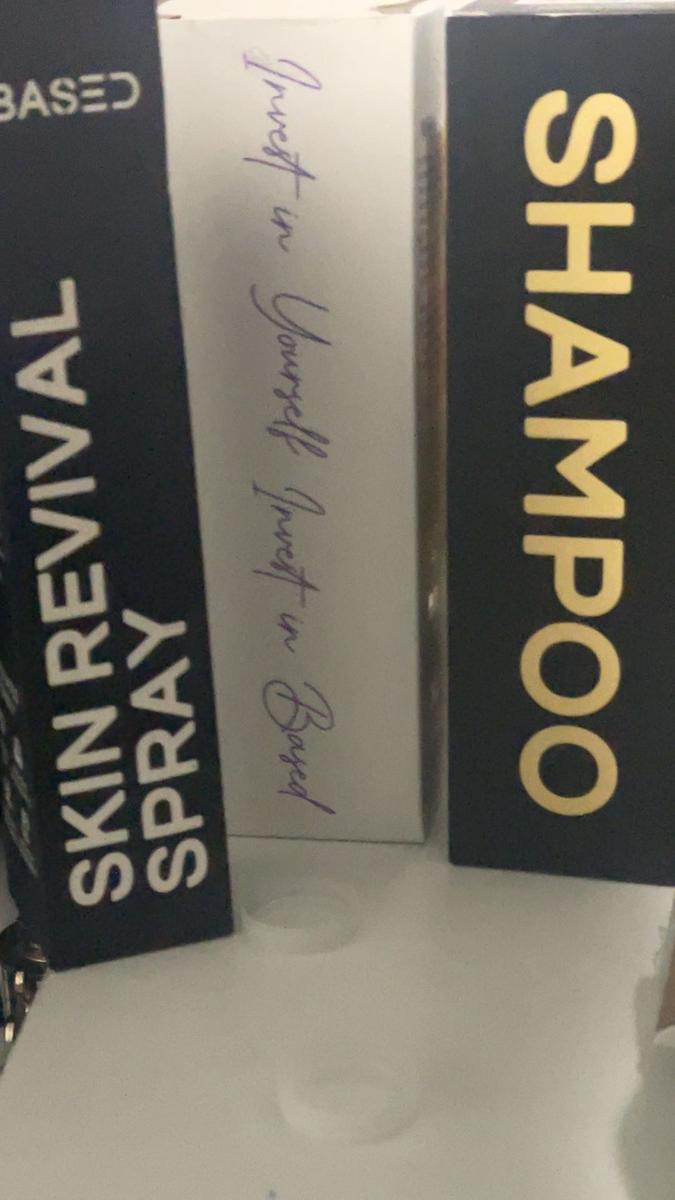 BASED
SKIN REVIVAL
SPRAY
Invest in Yourself Invest in Based
SHAMPOO